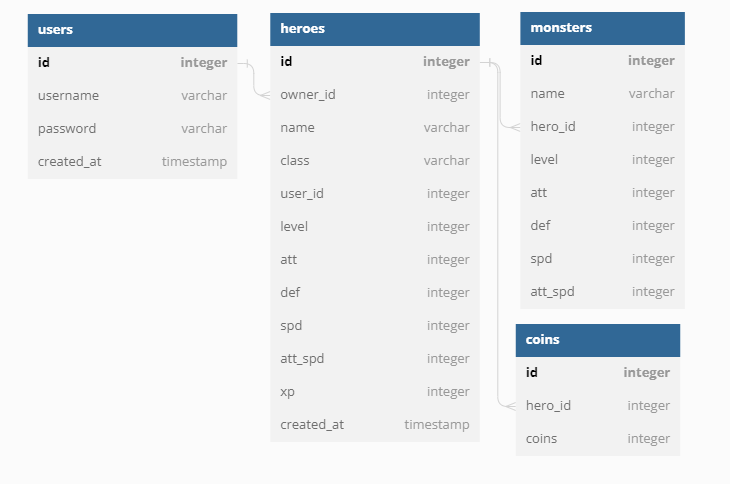 users
id integer
username varchar
password varchar
created_at timestamp
heroes
id integer
owner_id integer
name varchar
class varchar
user_id integer
level integer
att integer
def integer
spd integer
att_spd integer
xp integer
created_at timestamp
monsters
id integer
name varchar
hero_id integer
level integer
att integer
def integer
spd integer
att_spd integer
coins
id integer
hero_id integer
coins integer